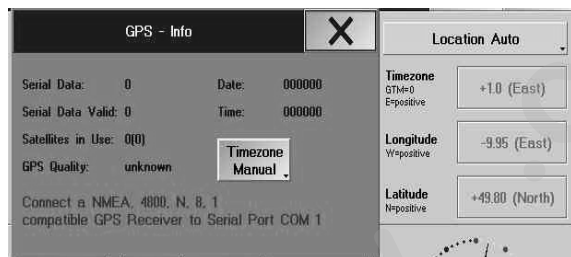 GPS - Info
X
Serial Data: 0 Date: 000000
Serial Data Valid: 0 Time: 000000
Satellites in Use: 0(0)
GPS Quality: unknown
Timezone
Manual
Connect a NMEA, 4800, N, 8, 1
compatible GPS Receiver to Serial Port COM 1
Location Auto
Timezone
GTM=0
E=positive
+1.0 (East)
Longitude
W=positive
-9.95 (East)
Latitude
N=positive
+49.80 (North)